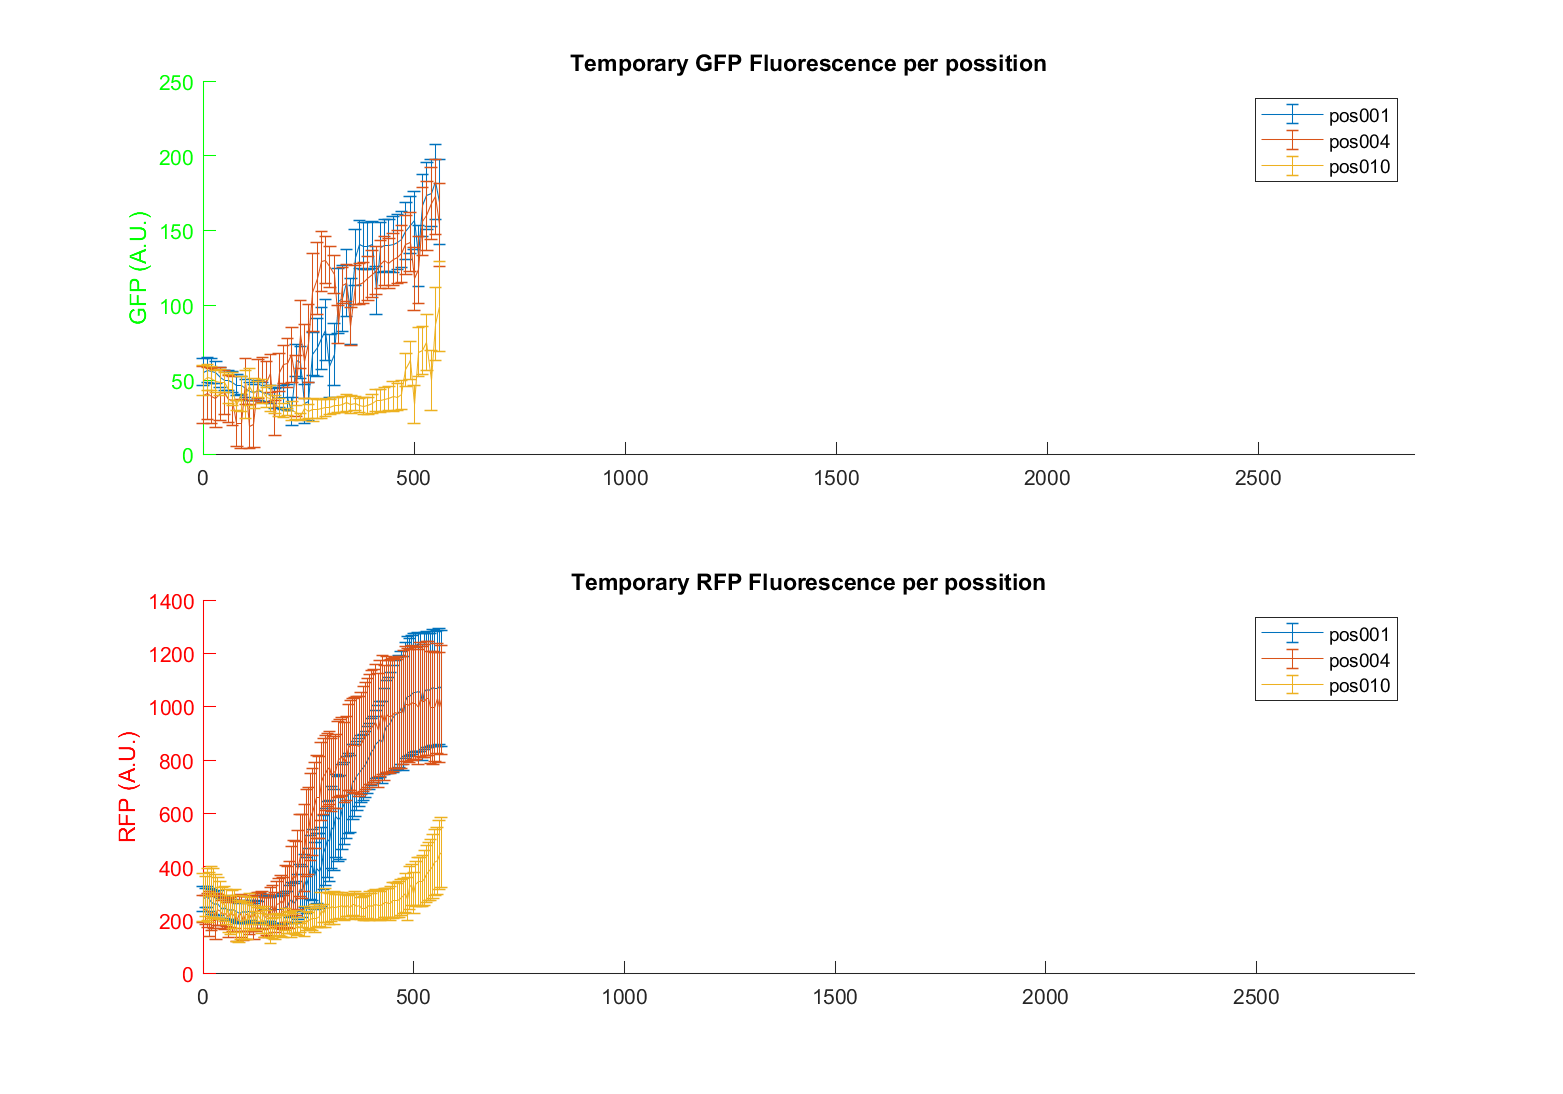 Temporary GFP Fluorescence per possition
250
200
150
100
50
0
GFP (A.U.)
pos001
pos004
pos010
0 500 1000 1500 2000 2500
Temporary RFP Fluorescence per possition
1400
1200
1000
800
600
400
200
0
RFP (A.U.)
pos001
pos004
pos010
0 500 1000 1500 2000 2500